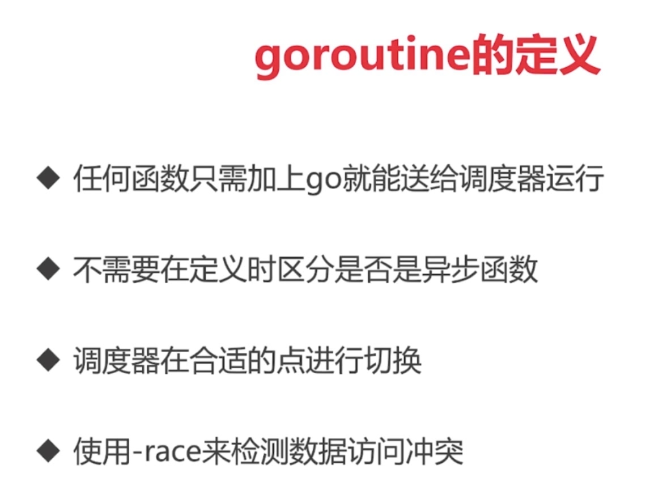 goroutine的定义
◆ 任何函数只需加上go就能送给调度器运行
◆ 不需要在定义时区分是否是异步函数
◆ 调度器在合适的点进行切换
◆ 使用-race来检测数据访问冲突